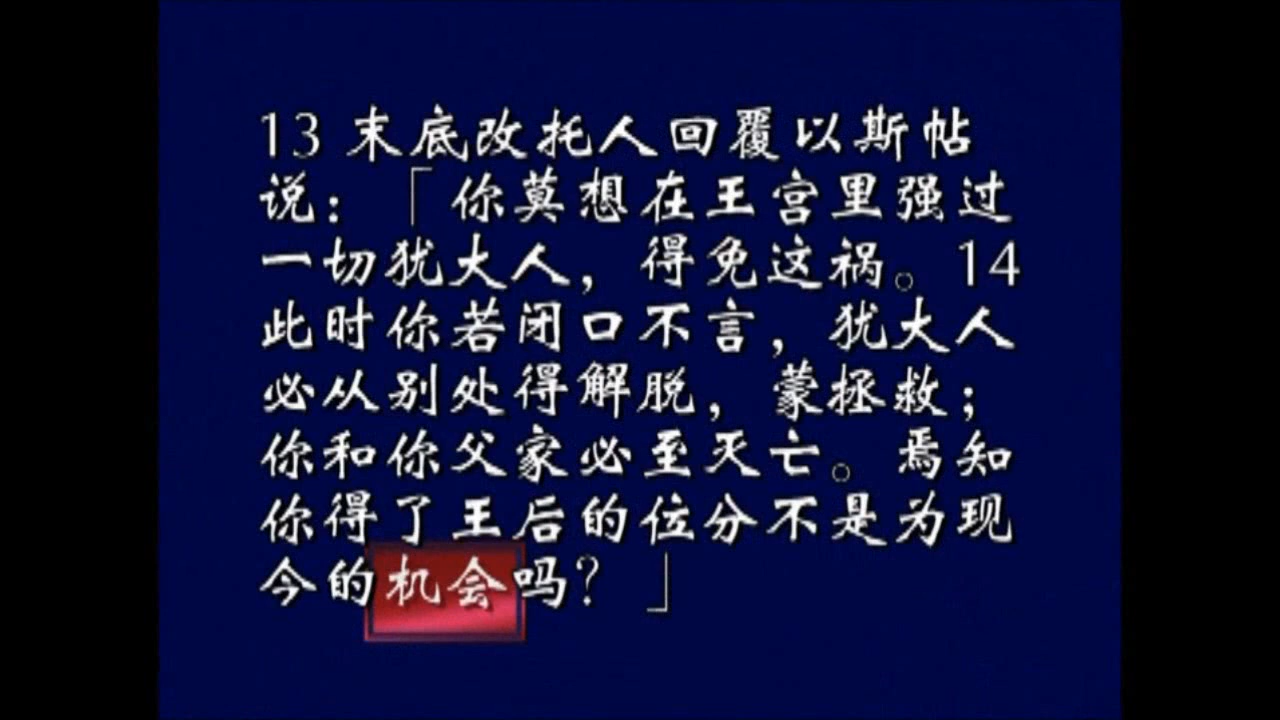 13 末底改托人回覆以斯帖
说：「你莫想在王宫里强过
一切犹大人，得免这祸。14
此时你若闭口不言，犹大人
必从别处得解脱，蒙拯救；
你和你父家必至灭亡。焉知
你得了王后的位分不是为现
今的机会吗？」